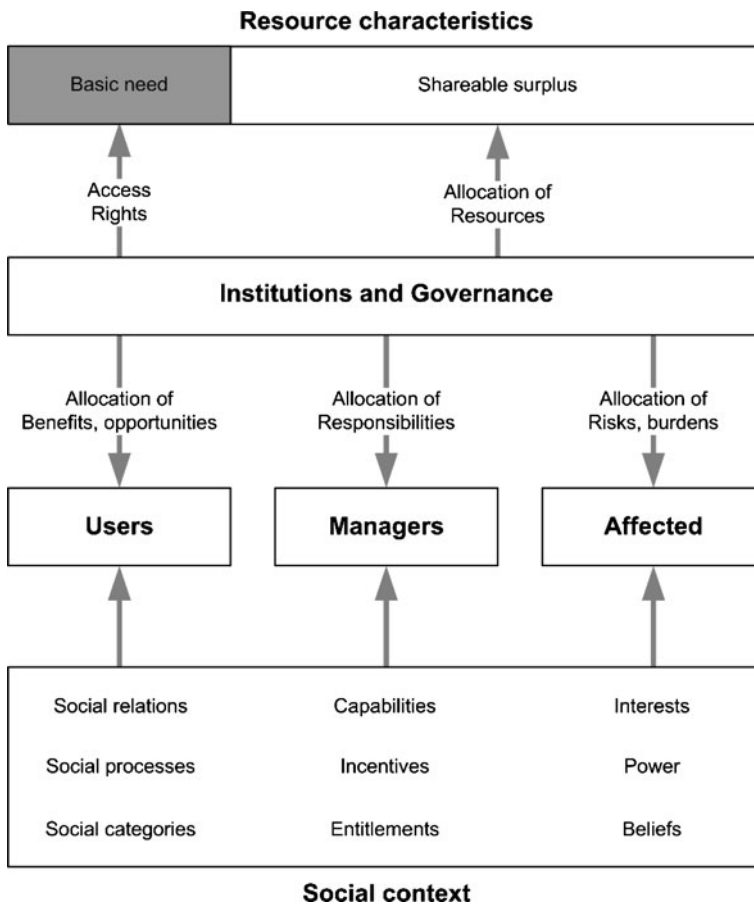 Resource characteristics
Basic need
Shareable surplus
Access
Rights
Allocation of
Resources
Institutions and Governance
Allocation of
Benefits, opportunities
Allocation of
Responsibilities
Allocation of
Risks, burdens
Users
Managers
Affected
Social relations
Capabilities
Interests
Social processes
Incentives
Power
Social categories
Entitlements
Beliefs
Social context